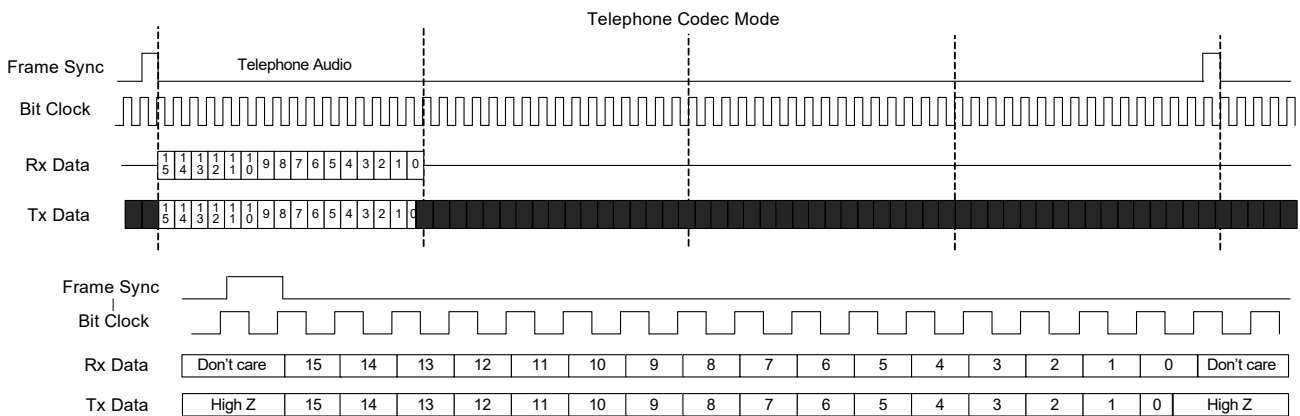 Telephone Codec Mode
Frame Sync
Telephone Audio
Bit Clock
Rx Data 15 14 13 12 11 10 9 8 7 6 5 4 3 2 1 0
Tx Data 15 14 13 12 11 10 9 8 7 6 5 4 3 2 1 0
Frame Sync
Bit Clock
Rx Data Don't care 15 14 13 12 11 10 9 8 7 6 5 4 3 2 1 0 Don't care
Tx Data High Z 15 14 13 12 11 10 9 8 7 6 5 4 3 2 1 0 High Z